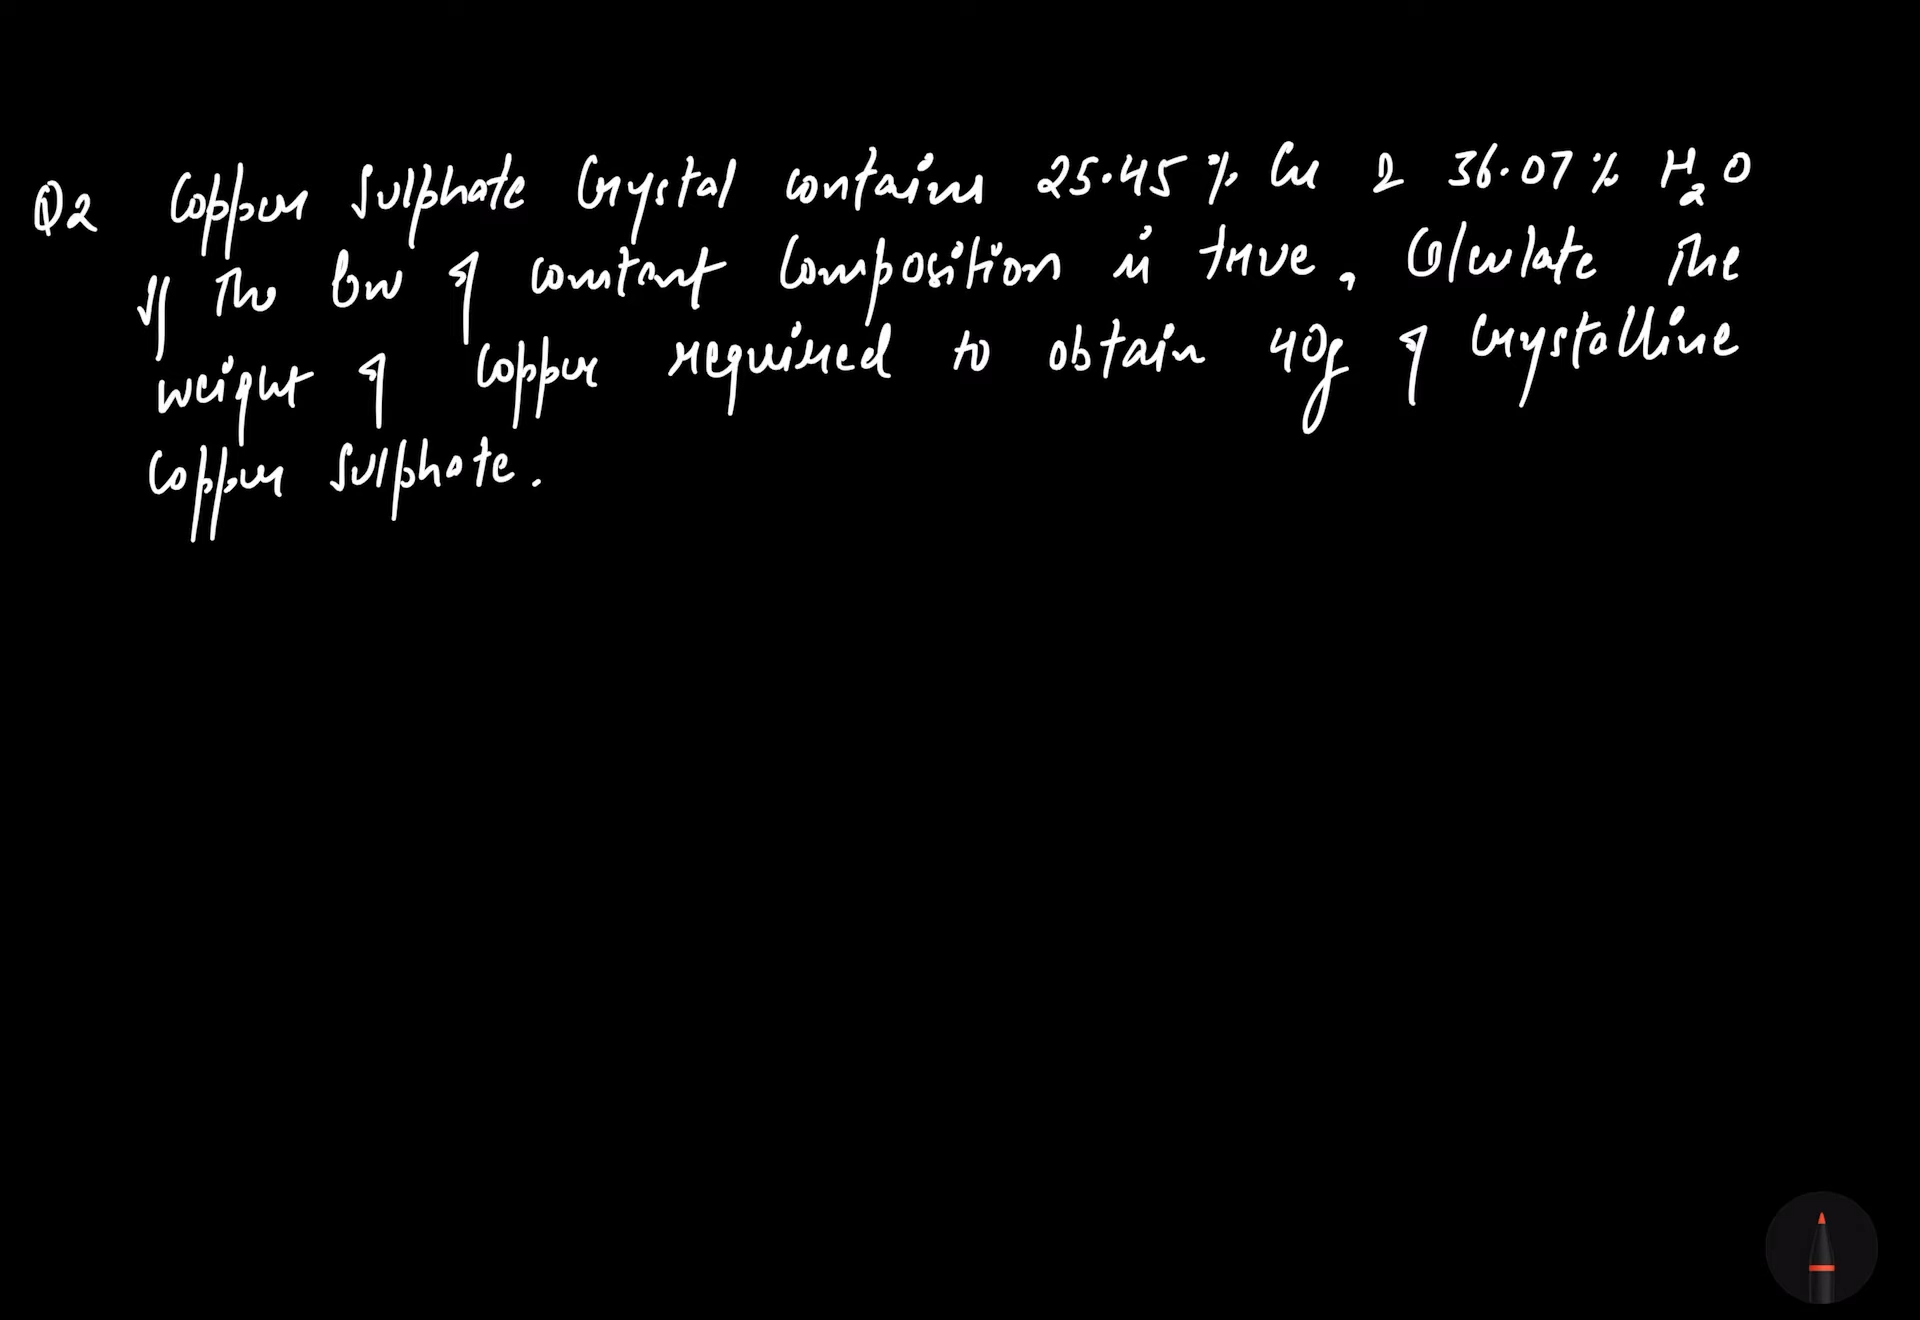 Q2 Copper Sulphate Crystal contains 25.45 % Cu & 36.07 % H₂O
If The law of constant Composition is true, Calculate The
weight of Copper required to obtain 40g of Crystalline
Copper Sulphate.